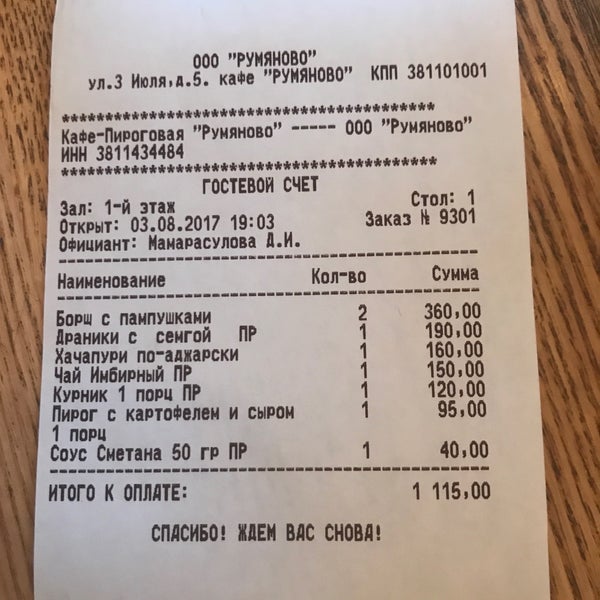 ООО "РУМЯНОВО"
ул.3 Июля,д.5. кафе "РУМЯНОВО" КПП 381101001
******************************************
Кафе-Пироговая "Румяново" ----- ООО "Румяново"
ИНН 3811434484
******************************************
ГОСТЕВОЙ СЧЕТ
Зал: 1-й этаж Стол: 1
Открыт: 03.08.2017 19:03 Заказ № 9301
Официант: Мамарасулова Д.И.
------------------------------------------
Наименование Кол-во Сумма
------------------------------------------
Борщ с пампушками 2 360,00
Драники с семгой ПР 1 190,00
Хачапури по-аджарски 1 160,00
Чай Имбирный ПР 1 150,00
Курник 1 порц ПР 1 120,00
Пирог с картофелем и сыром 1 95,00
1 порц
Соус Сметана 50 гр ПР 1 40,00
------------------------------------------
ИТОГО К ОПЛАТЕ: 1 115,00
СПАСИБО! ЖДЕМ ВАС СНОВА!